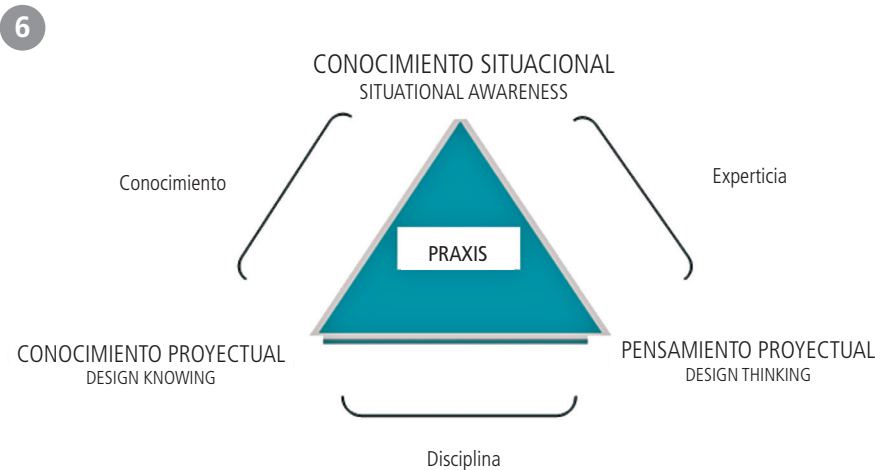 6
CONOCIMIENTO SITUACIONAL
SITUATIONAL AWARENESS
Conocimiento
Experticia
PRAXIS
CONOCIMIENTO PROYECTUAL
DESIGN KNOWING
PENSAMIENTO PROYECTUAL
DESIGN THINKING
Disciplina